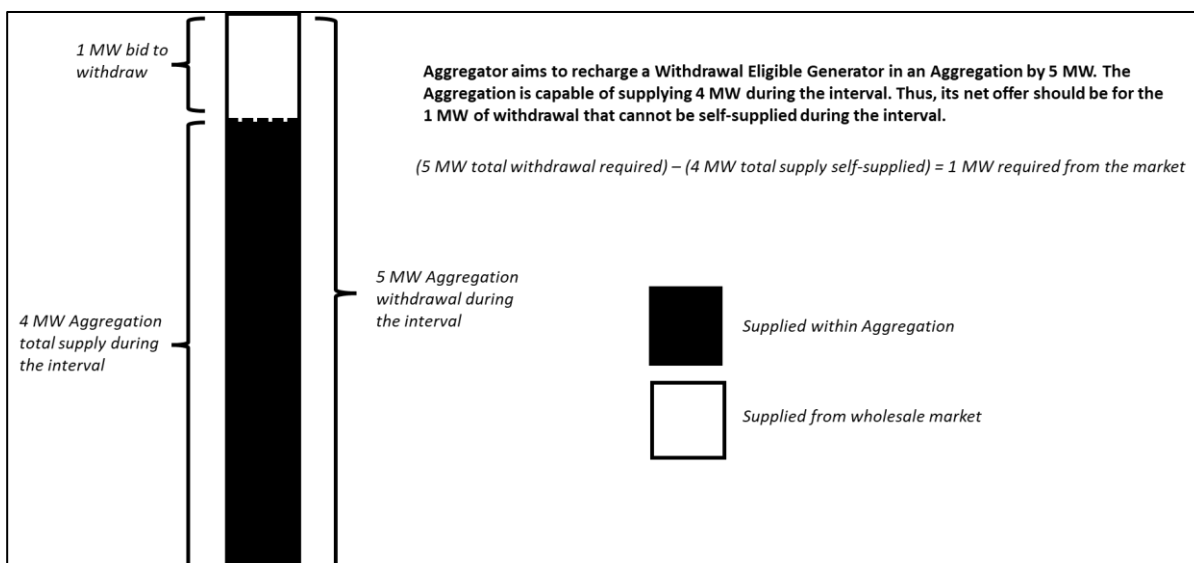 1 MW bid to
withdraw
Aggregator aims to recharge a Withdrawal Eligible Generator in an Aggregation by 5 MW. The
Aggregation is capable of supplying 4 MW during the interval. Thus, its net offer should be for the
1 MW of withdrawal that cannot be self-supplied during the interval.
(5 MW total withdrawal required) – (4 MW total supply self-supplied) = 1 MW required from the market
4 MW Aggregation
total supply during
the interval
5 MW Aggregation
withdrawal during
the interval
Supplied within Aggregation
Supplied from wholesale market